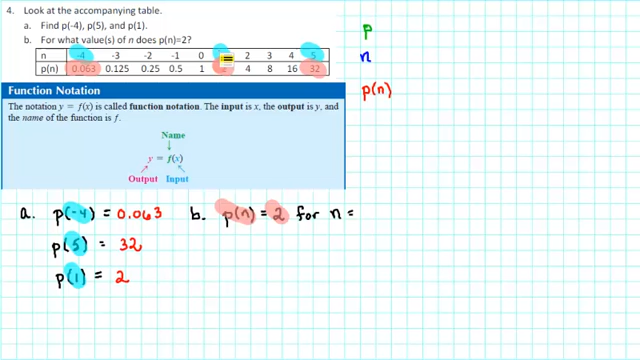 4. Look at the accompanying table.
a. Find p(-4), p(5), and p(1).
b. For what value(s) of n does p(n)=2?
n -4 -3 -2 -1 0 2 3 4 5
p(n) 0.063 0.125 0.25 0.5 1 2 4 8 16 32
Function Notation
The notation y = f(x) is called function notation. The input is x, the output is y, and
the name of the function is f.
Name
y = f(x)
Output Input
p
n
p(n)
a. p(-4) = 0.063
p(5) = 32
p(1) = 2
b. p(n) = 2 for n =